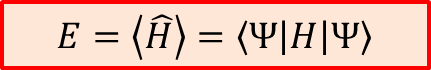 E = ⟨Ĥ⟩ = ⟨Ψ|H|Ψ⟩